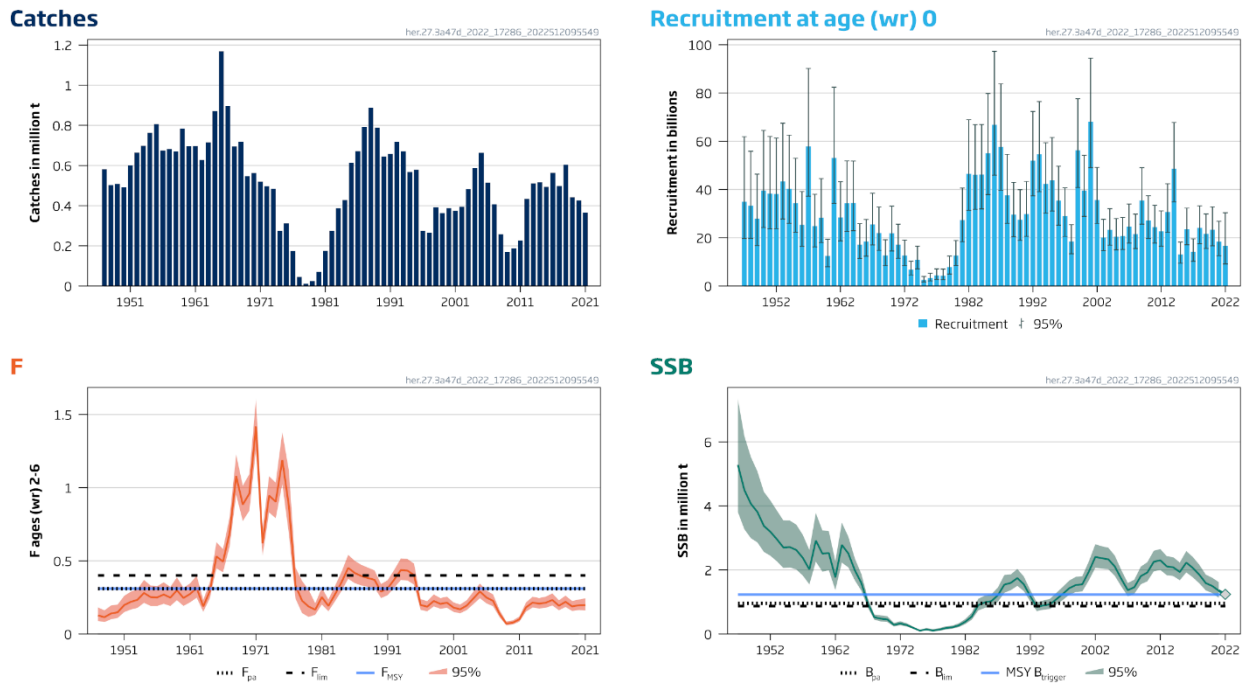 Catches
her.27.3a47d_2022_17286_2022512095549
Catches in million t
1.2
1
0.8
0.6
0.4
0.2
0
1951 1961 1971 1981 1991 2001 2011 2021
Recruitment at age (wr) 0
her.27.3a47d_2022_17286_2022512095549
Recruitment in billions
100
80
60
40
20
0
1952 1962 1972 1982 1992 2002 2012 2022
Recruitment 95%
F
her.27.3a47d_2022_17286_2022512095549
F ages (wr) 2-6
1.5
1
0.5
0
1951 1961 1971 1981 1991 2001 2011 2021
Fpa Flim FMSY 95%
SSB
her.27.3a47d_2022_17286_2022512095549
SSB in million t
6
4
2
0
1952 1962 1972 1982 1992 2002 2012 2022
Bpa Blim MSY Btrigger 95%